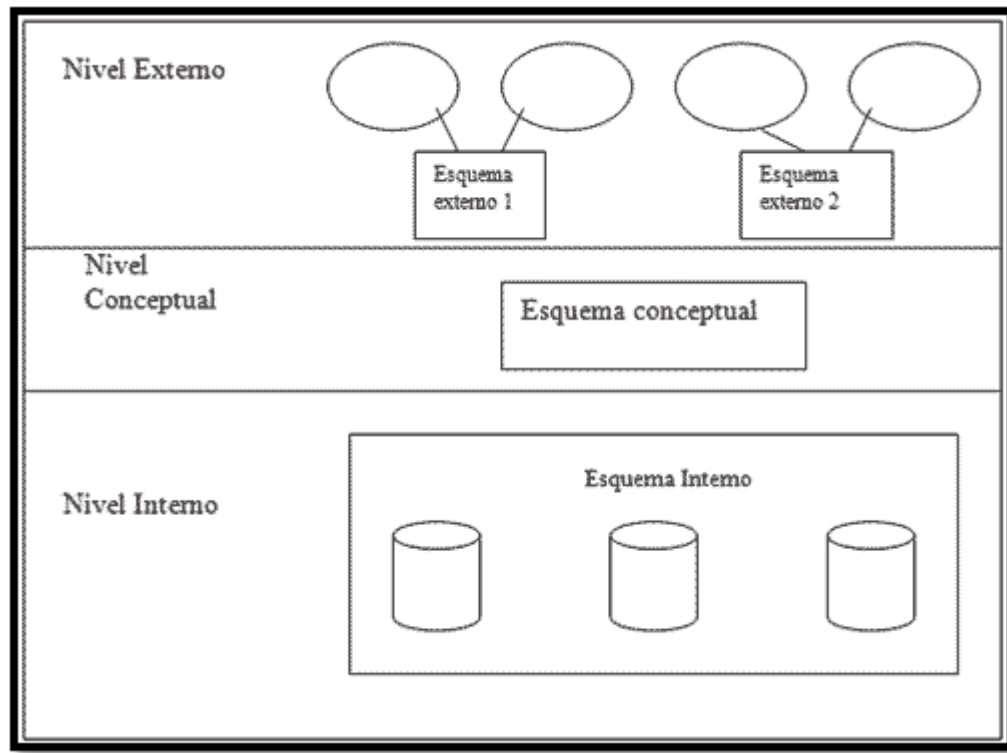 Nivel Externo
Esquema
externo 1
Esquema
externo 2
Nivel
Conceptual
Esquema conceptual
Esquema Interno
Nivel Interno